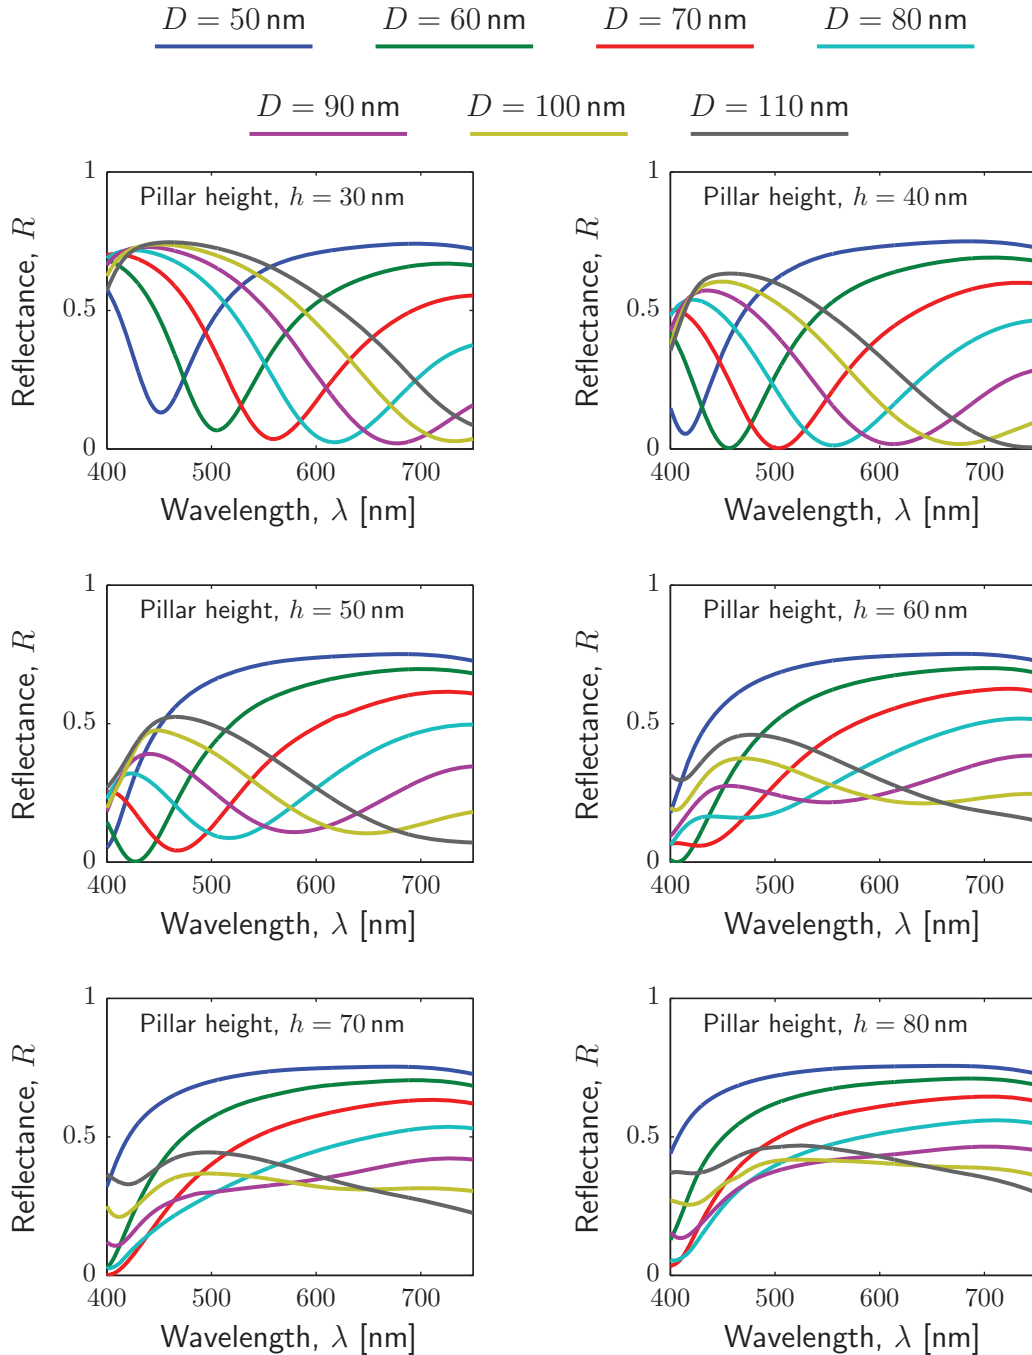 D = 50 nm D = 60 nm D = 70 nm D = 80 nm
D = 90 nm D = 100 nm D = 110 nm
Pillar height, h = 30 nm
1
0.5
0
400 500 600 700
Reflectance, R
Wavelength, λ [nm]
Pillar height, h = 40 nm
1
0.5
0
400 500 600 700
Reflectance, R
Wavelength, λ [nm]
Pillar height, h = 50 nm
1
0.5
0
400 500 600 700
Reflectance, R
Wavelength, λ [nm]
Pillar height, h = 60 nm
1
0.5
0
400 500 600 700
Reflectance, R
Wavelength, λ [nm]
Pillar height, h = 70 nm
1
0.5
0
400 500 600 700
Reflectance, R
Wavelength, λ [nm]
Pillar height, h = 80 nm
1
0.5
0
400 500 600 700
Reflectance, R
Wavelength, λ [nm]